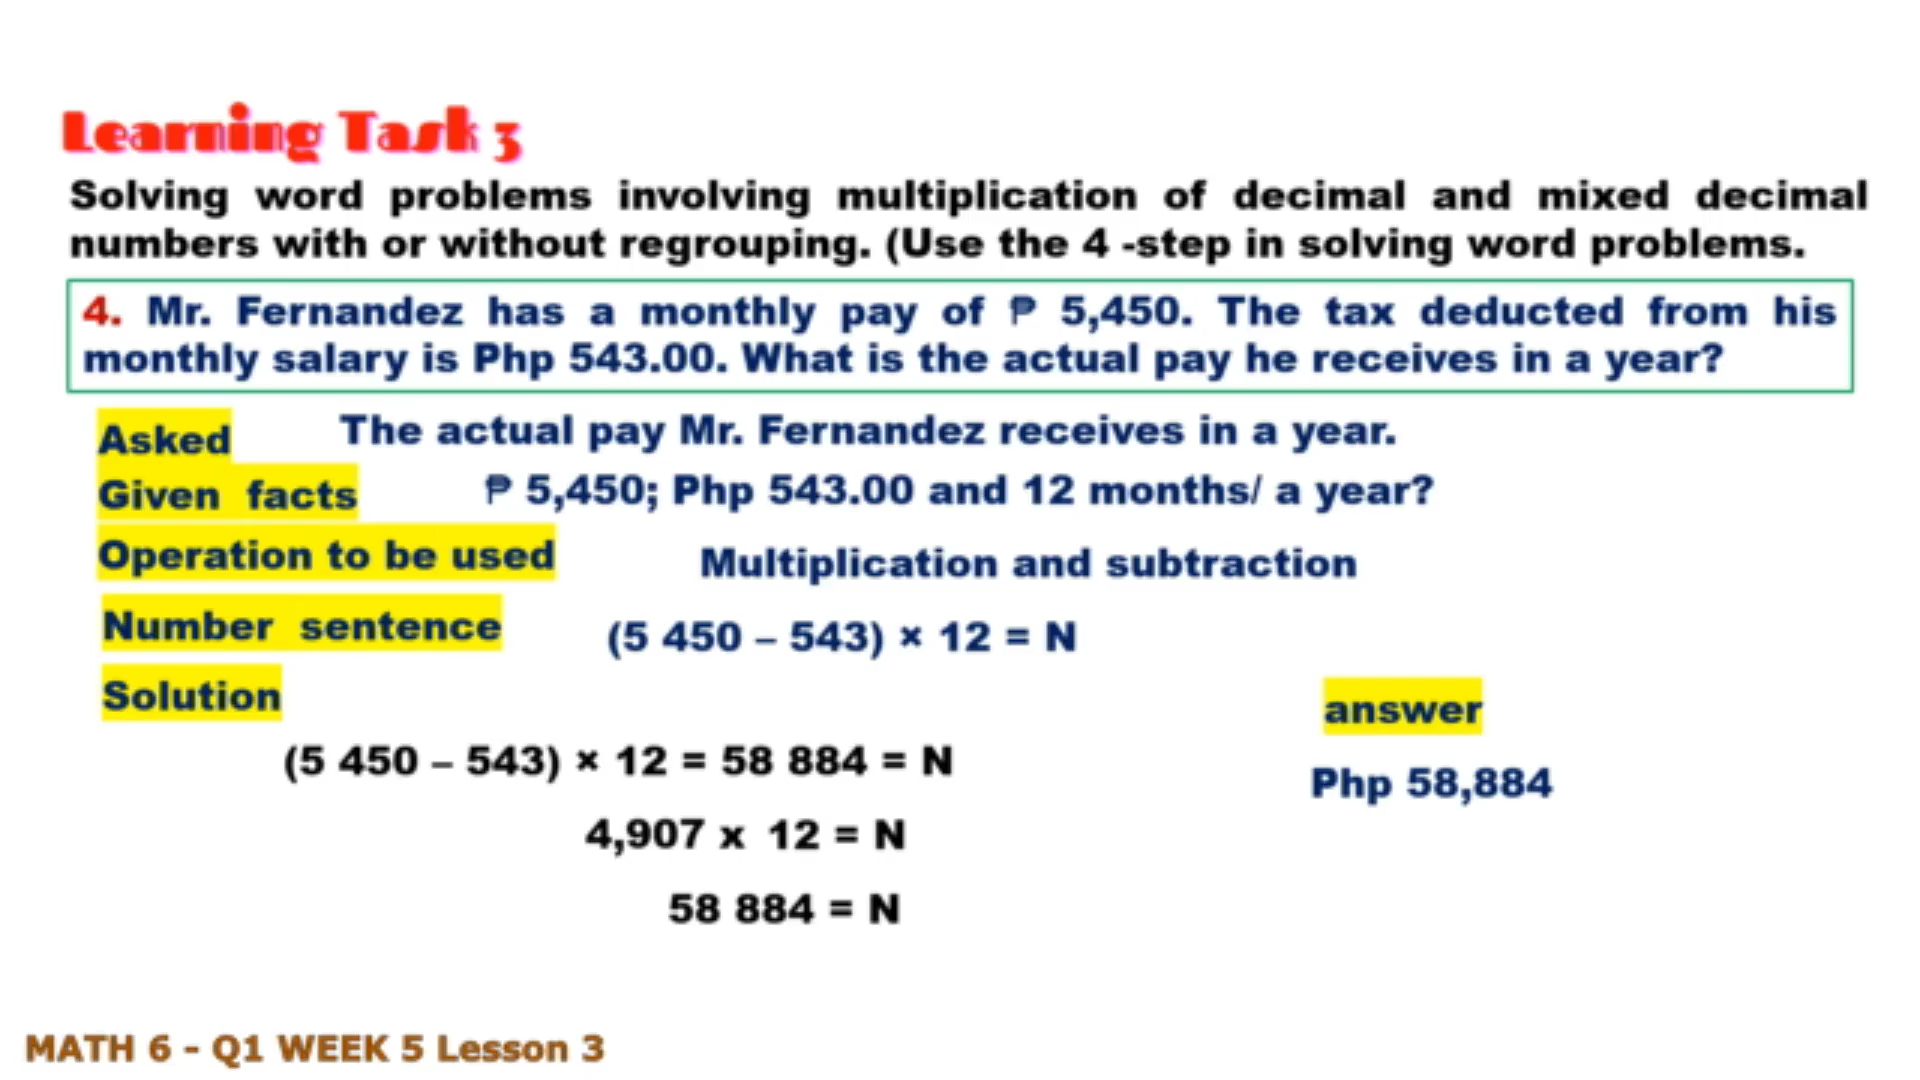 Learning Task 3
Solving word problems involving multiplication of decimal and mixed decimal
numbers with or without regrouping. (Use the 4 -step in solving word problems.
4. Mr. Fernandez has a monthly pay of ₱ 5,450. The tax deducted from his
monthly salary is Php 543.00. What is the actual pay he receives in a year?
Asked The actual pay Mr. Fernandez receives in a year.
Given facts ₱ 5,450; Php 543.00 and 12 months/ a year?
Operation to be used Multiplication and subtraction
Number sentence (5 450 – 543) × 12 = N
Solution
answer
(5 450 – 543) × 12 = 58 884 = N
Php 58,884
4,907 x 12 = N
58 884 = N
MATH 6 - Q1 WEEK 5 Lesson 3